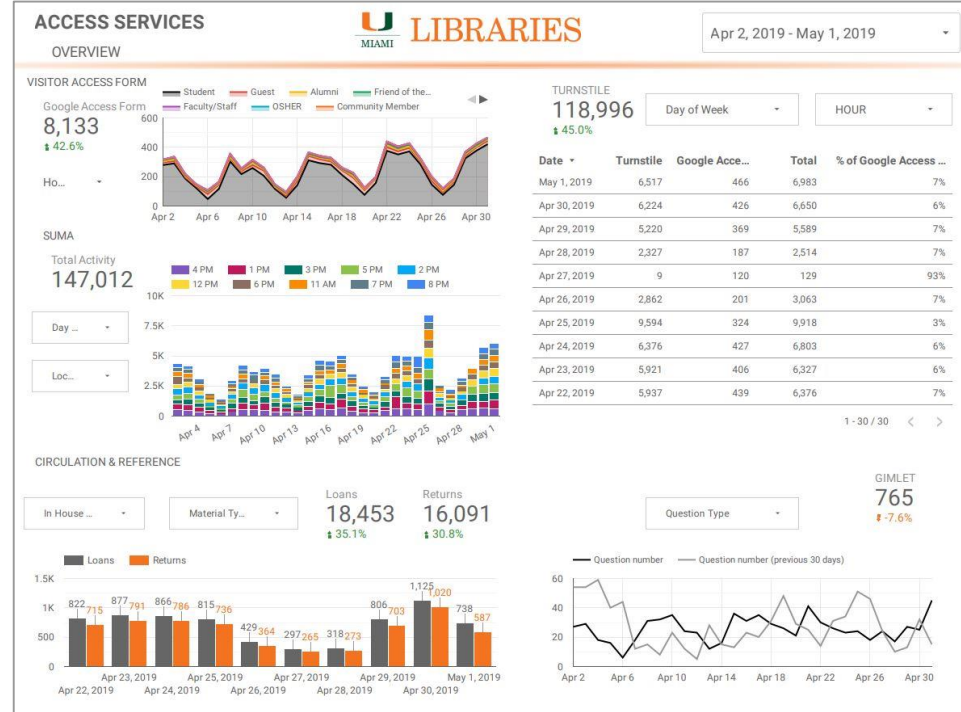 ACCESS SERVICES
OVERVIEW
U
MIAMI
LIBRARIES
Apr 2, 2019 - May 1, 2019
VISITOR ACCESS FORM
Google Access Form
8,133
42.6%
Ho...
Student Guest Alumni Friend of the...
Faculty/Staff OSHER Community Member
600
400
200
0
Apr 2 Apr 6 Apr 10 Apr 14 Apr 18 Apr 22 Apr 26 Apr 30
TURNSTILE
118,996
45.0%
Day of Week
HOUR
Date Turnstile Google Acce... Total % of Google Access ...
May 1, 2019 6,517 466 6,983 7%
Apr 30, 2019 6,224 426 6,650 6%
Apr 29, 2019 5,220 369 5,589 7%
Apr 28, 2019 2,327 187 2,514 7%
Apr 27, 2019 9 120 129 93%
Apr 26, 2019 2,862 201 3,063 7%
Apr 25, 2019 9,594 324 9,918 3%
Apr 24, 2019 6,376 427 6,803 6%
Apr 23, 2019 5,921 406 6,327 6%
Apr 22, 2019 5,937 439 6,376 7%
1 - 30 / 30
SUMA
Total Activity
147,012
Day ...
Loc...
4 PM 1 PM 3 PM 5 PM 2 PM
12 PM 6 PM 11 AM 7 PM 8 PM
10K
7.5K
5K
2.5K
0
Apr 4 Apr 7 Apr 10 Apr 13 Apr 16 Apr 19 Apr 22 Apr 25 Apr 28 May 1
CIRCULATION & REFERENCE
In House ...
Material Ty...
Loans
18,453
35.1%
Returns
16,091
30.8%
Loans Returns
1.5K
1K
500
0
822 715 877 791 866 786 815 736 429 364 297 265 318 273 806 703 1,125 1,020 738 587
Apr 23, 2019 Apr 25, 2019 Apr 27, 2019 Apr 29, 2019 May 1, 2019
Apr 22, 2019 Apr 24, 2019 Apr 26, 2019 Apr 28, 2019 Apr 30, 2019
Question Type
GIMLET
765
-7.6%
Question number Question number (previous 30 days)
60
40
20
0
Apr 2 Apr 6 Apr 10 Apr 14 Apr 18 Apr 22 Apr 26 Apr 30